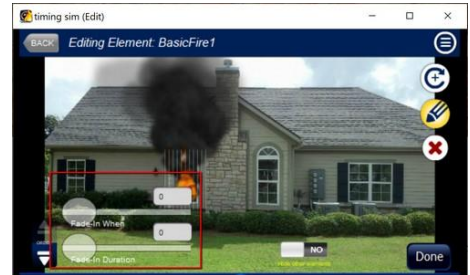 timing sim (Edit)
BACK
Editing Element: BasicFire1
0
Fade-In When
0
Fade-In Duration
NO
Done